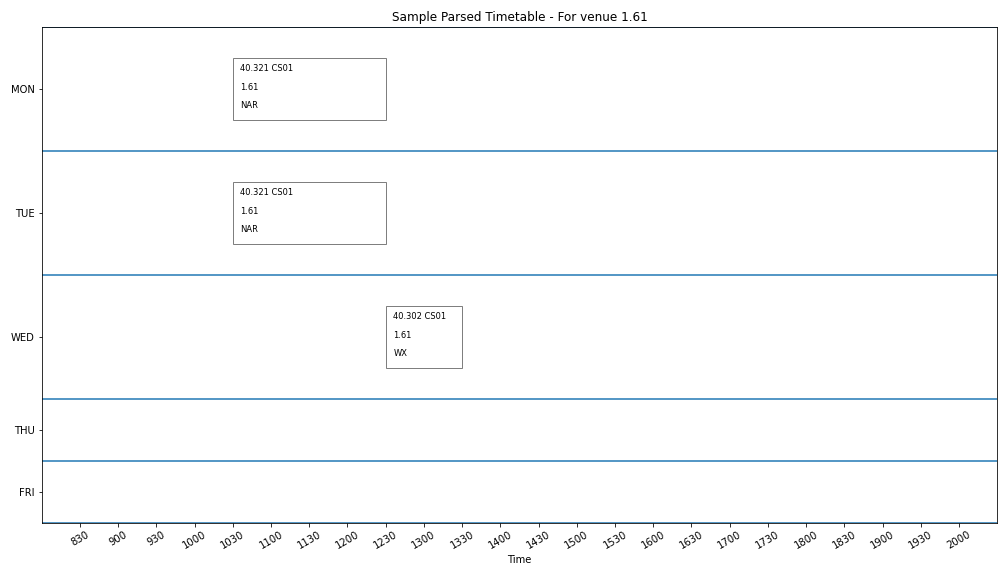 Sample Parsed Timetable - For venue 1.61
MON
40.321 CS01
1.61
NAR
TUE
40.321 CS01
1.61
NAR
WED
40.302 CS01
1.61
WX
THU
FRI
830 900 930 1000 1030 1100 1130 1200 1230 1300 1330 1400 1430 1500 1530 1600 1630 1700 1730 1800 1830 1900 1930 2000
Time